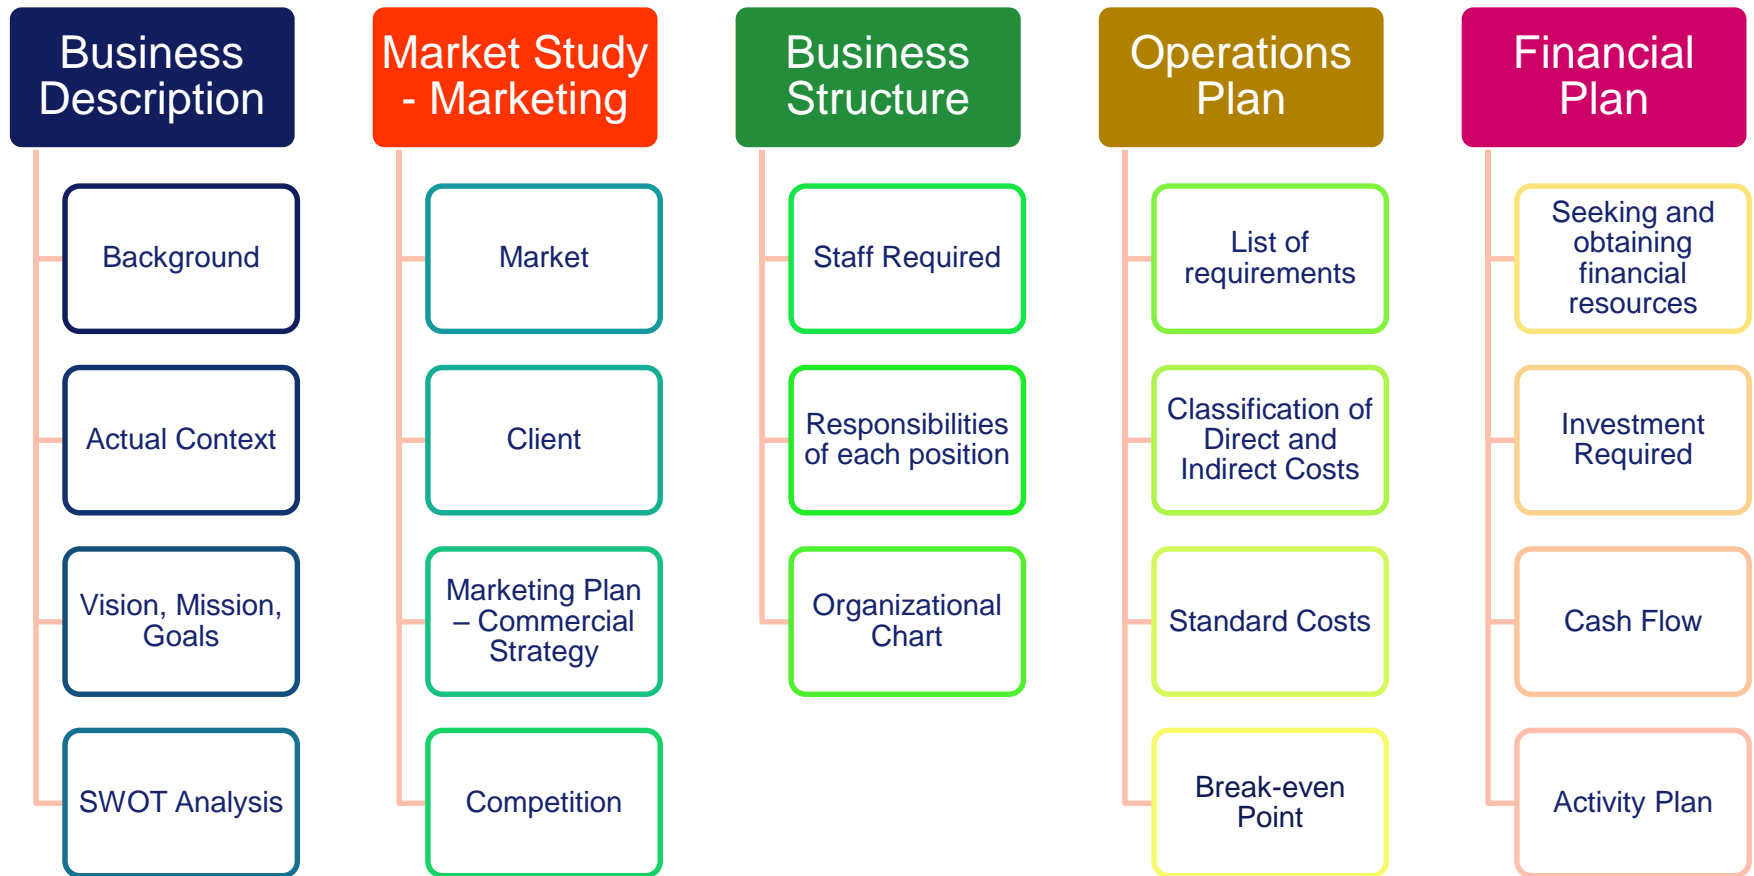 Business
Description
Background
Actual Context
Vision, Mission,
Goals
SWOT Analysis
Market Study
- Marketing
Market
Client
Marketing Plan
– Commercial
Strategy
Competition
Business
Structure
Staff Required
Responsibilities
of each position
Organizational
Chart
Operations
Plan
List of
requirements
Classification of
Direct and
Indirect Costs
Standard Costs
Break-even
Point
Financial
Plan
Seeking and
obtaining
financial
resources
Investment
Required
Cash Flow
Activity Plan